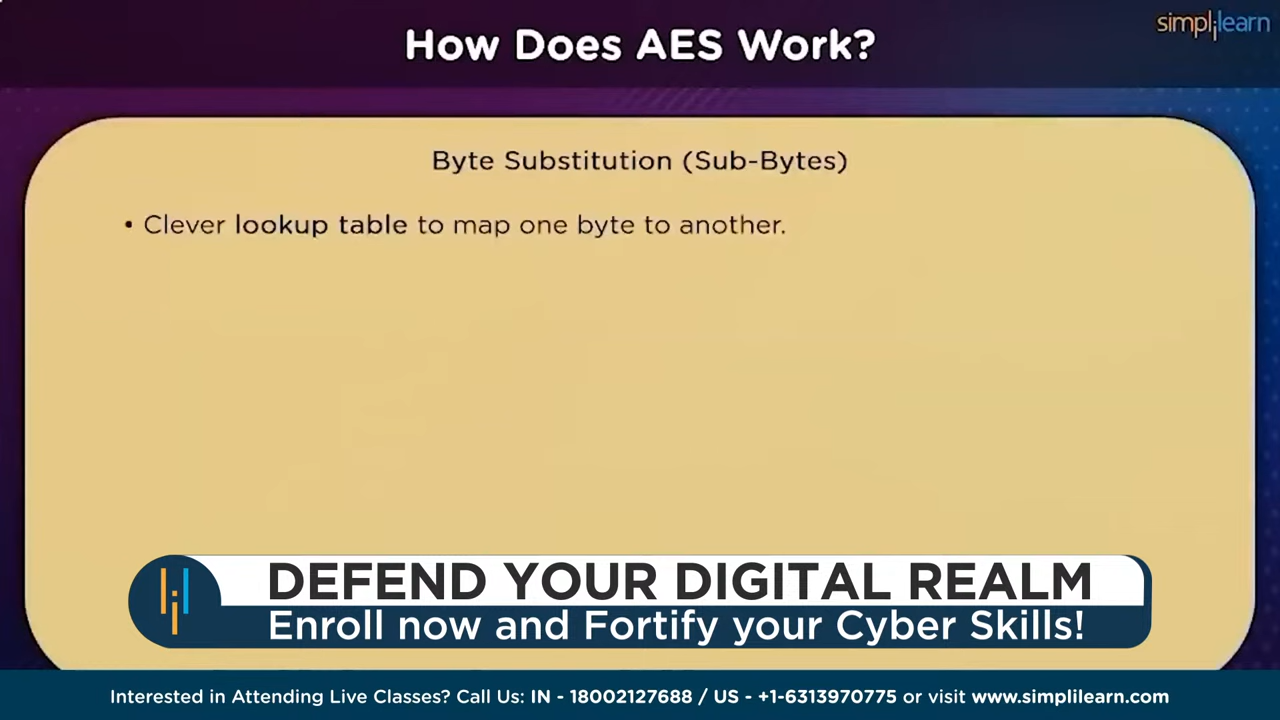 simplilearn
How Does AES Work?
Byte Substitution (Sub-Bytes)
• Clever lookup table to map one byte to another.
DEFEND YOUR DIGITAL REALM
Enroll now and Fortify your Cyber Skills!
Interested in Attending Live Classes? Call Us: IN - 18002127688 / US - +1-6313970775 or visit www.simplilearn.com